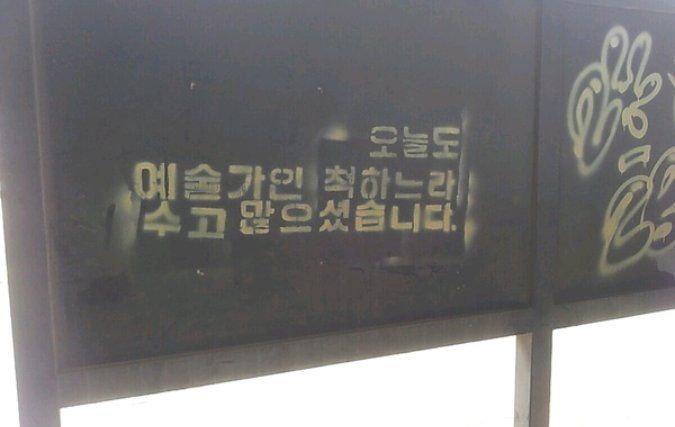 오늘도
예술가인 척하느라
수고 많으셨습니다.